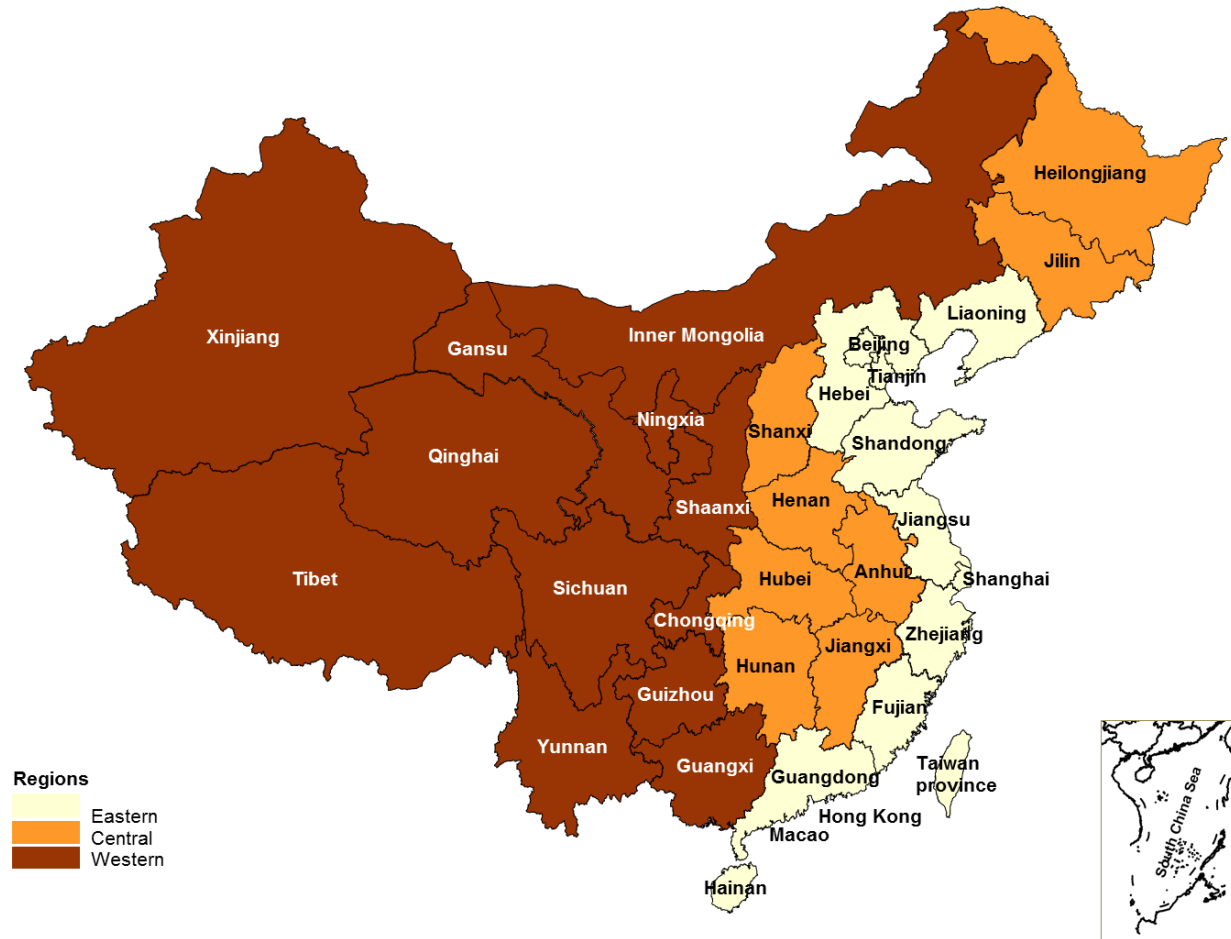 Heilongjiang
Jilin
Liaoning
Xinjiang
Inner Mongolia
Gansu
Beijing
Tianjin
Hebei
Ningxia
Shanxi
Shandong
Qinghai
Shaanxi
Henan
Jiangsu
Tibet
Sichuan
Hubei
Anhui
Shanghai
Chongqing
Zhejiang
Hunan
Jiangxi
Guizhou
Fujian
Yunnan
Guangxi
Guangdong
Taiwan
province
Hong Kong
Macao
Hainan
Regions
Eastern
Central
Western
South China Sea